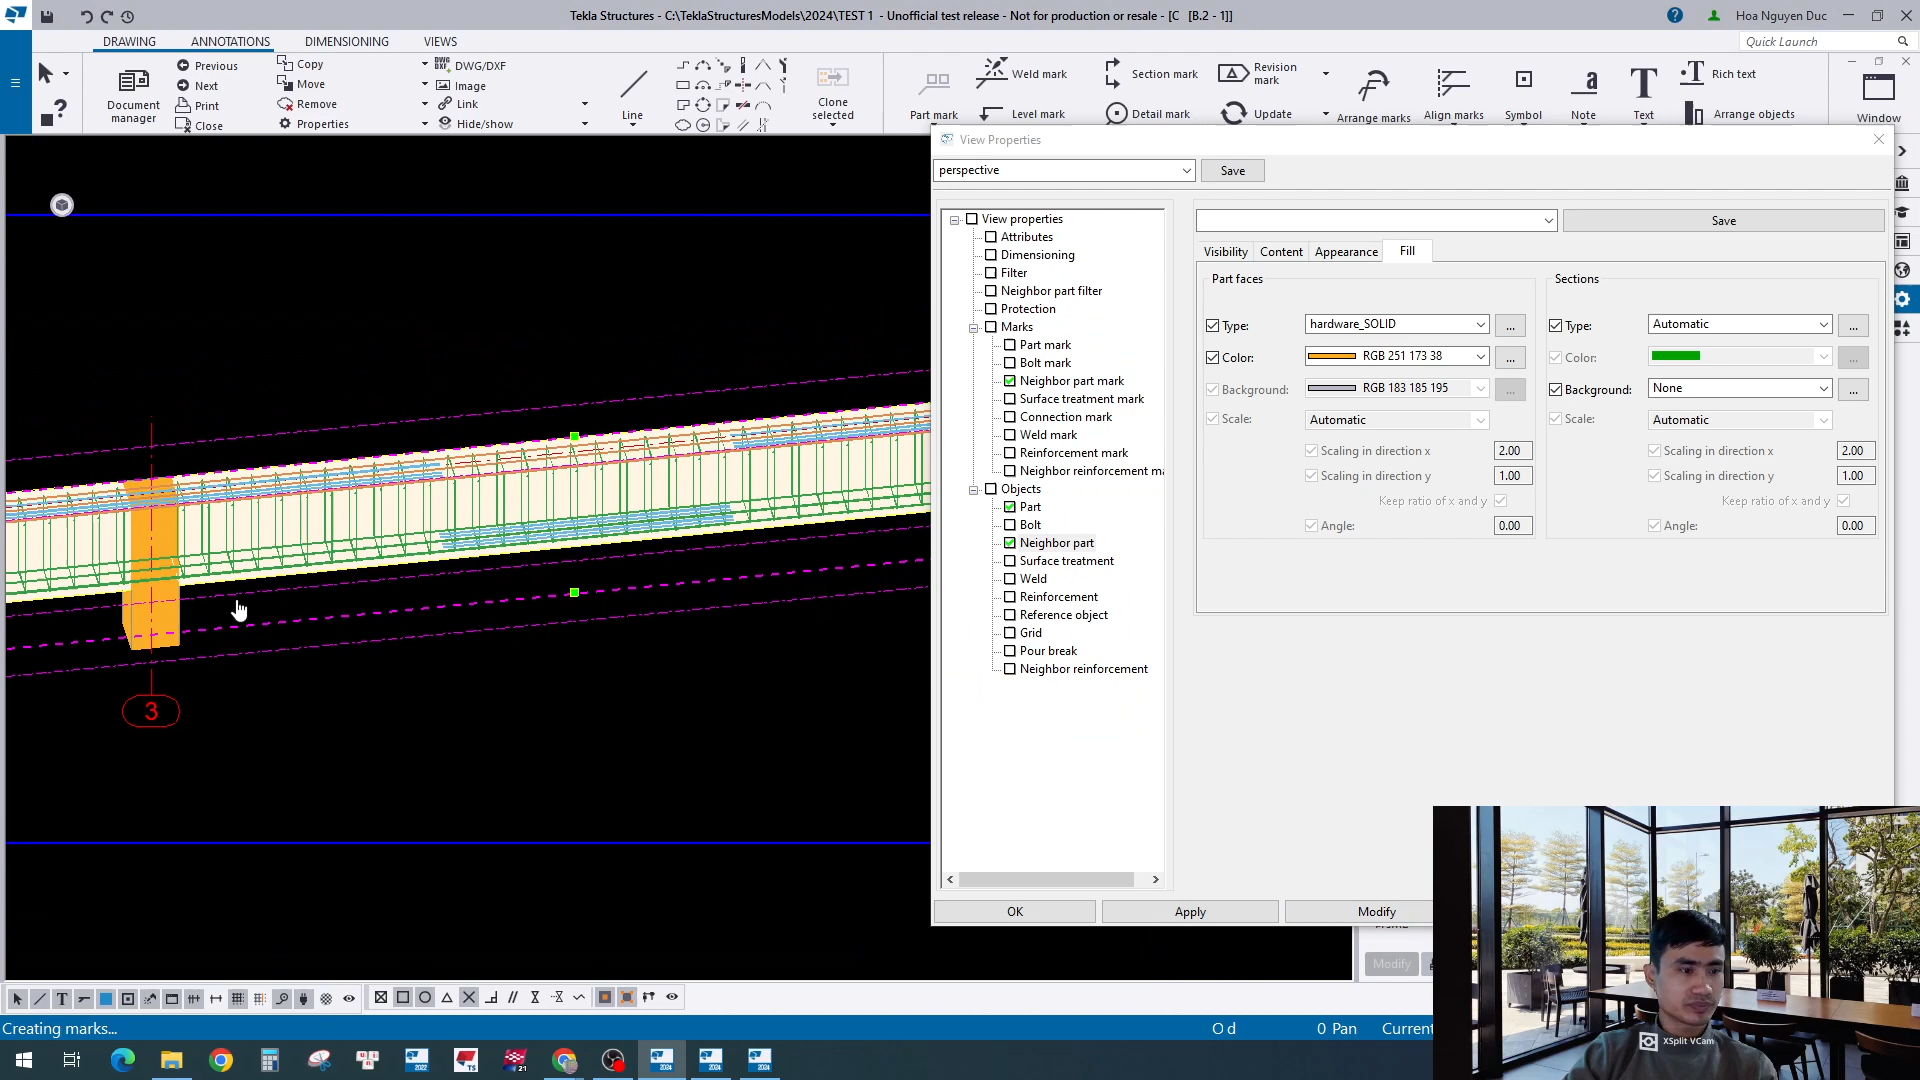 Tekla Structures - C:\TeklaStructuresModels\2024\TEST 1 - Unofficial test release - Not for production or resale - [C [B.2 - 1]]
Hoa Nguyen Duc
DRAWING ANNOTATIONS DIMENSIONING VIEWS
Quick Launch
Document manager
Previous
Next
Print
Close
Copy
Move
Remove
Properties
DWG DXF
DWG/DXF
Image
Link
Hide/show
Line
Clone selected
Part mark
Weld mark
Level mark
Section mark
Detail mark
Revision mark
Update
Arrange marks
Align marks
Symbol
Note
Text
Rich text
Arrange objects
Window
View Properties
perspective
Save
View properties
Attributes
Dimensioning
Filter
Neighbor part filter
Protection
Marks
Part mark
Bolt mark
Neighbor part mark
Surface treatment mark
Connection mark
Weld mark
Reinforcement mark
Neighbor reinforcement ma
Objects
Part
Bolt
Neighbor part
Surface treatment
Weld
Reinforcement
Reference object
Grid
Pour break
Neighbor reinforcement
Save
Visibility Content Appearance Fill
Part faces
Type: hardware_SOLID ...
Color: RGB 251 173 38 ...
Background: RGB 183 185 195 ...
Scale: Automatic
Scaling in direction x 2.00
Scaling in direction y 1.00
Keep ratio of x and y
Angle: 0.00
Sections
Type: Automatic ...
Color: ...
Background: None ...
Scale: Automatic
Scaling in direction x 2.00
Scaling in direction y 1.00
Keep ratio of x and y
Angle: 0.00
OK Apply Modify
3
Modify
Creating marks...
O d
0 Pan
Current
XSplit VCam
2022
TS
21
2024
2024
2024